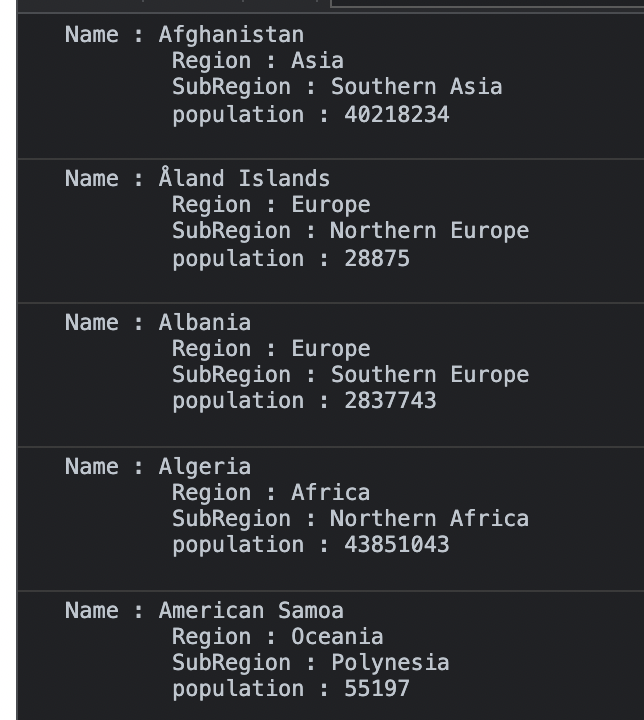 Name : Afghanistan
Region : Asia
SubRegion : Southern Asia
population : 40218234
Name : Åland Islands
Region : Europe
SubRegion : Northern Europe
population : 28875
Name : Albania
Region : Europe
SubRegion : Southern Europe
population : 2837743
Name : Algeria
Region : Africa
SubRegion : Northern Africa
population : 43851043
Name : American Samoa
Region : Oceania
SubRegion : Polynesia
population : 55197